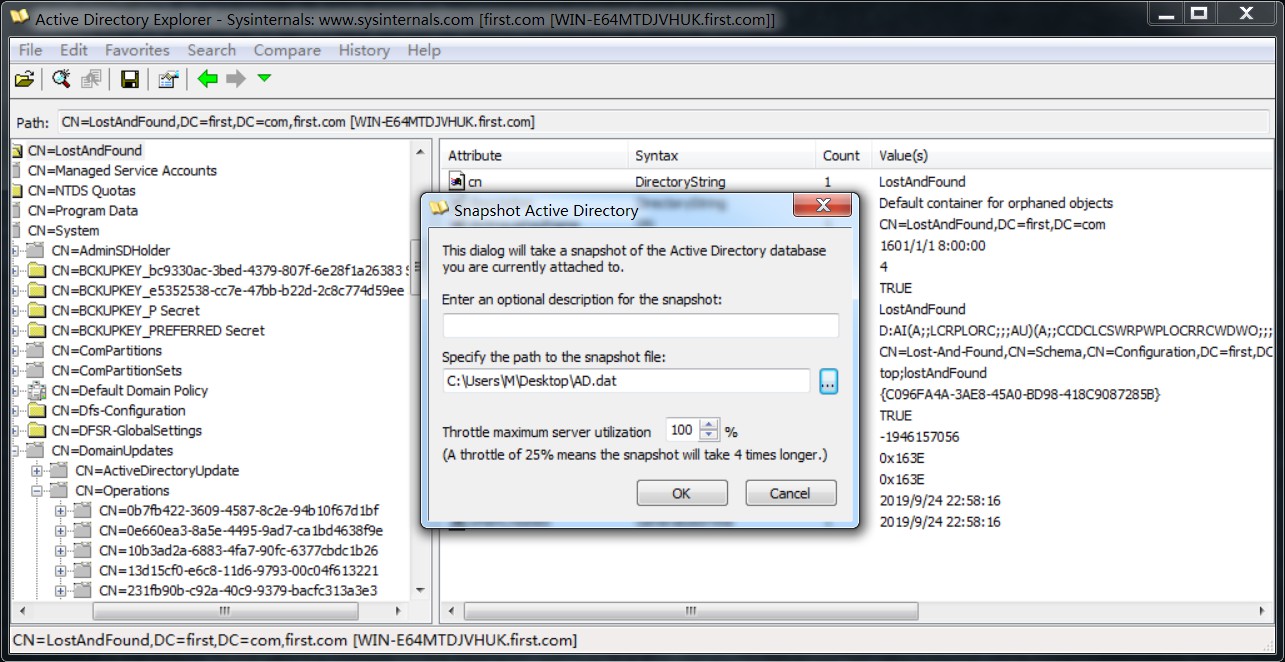 Active Directory Explorer - Sysinternals: www.sysinternals.com [first.com [WIN-E64MTDJVHUK.first.com]]
File Edit Favorites Search Compare History Help
Path: CN=LostAndFound,DC=first,DC=com,first.com [WIN-E64MTDJVHUK.first.com]
CN=LostAndFound
CN=Managed Service Accounts
CN=NTDS Quotas
CN=Program Data
CN=System
CN=AdminSDHolder
CN=BCKUPKEY_bc9330ac-3bed-4379-807f-6e28f1a26383 S
CN=BCKUPKEY_e5352538-cc7e-47bb-b22d-2c8c774d59ee
CN=BCKUPKEY_P Secret
CN=BCKUPKEY_PREFERRED Secret
CN=ComPartitions
CN=ComPartitionSets
CN=Default Domain Policy
CN=Dfs-Configuration
CN=DFSR-GlobalSettings
CN=DomainUpdates
CN=ActiveDirectoryUpdate
CN=Operations
CN=0b7fb422-3609-4587-8c2e-94b10f67d1bf
CN=0e660ea3-8a5e-4495-9ad7-ca1bd4638f9e
CN=10b3ad2a-6883-4fa7-90fc-6377cbdc1b26
CN=13d15cf0-e6c8-11d6-9793-00c04f613221
CN=231fb90b-c92a-40c9-9379-bacfc313a3e3
Attribute Syntax Count Value(s)
cn DirectoryString 1 LostAndFound
Default container for orphaned objects
CN=LostAndFound,DC=first,DC=com
1601/1/1 8:00:00
4
TRUE
LostAndFound
D:AI(A;;LCRPLORC;;;AU)(A;;CCDCLCSWRPWPLOCRRCWDWO;;;
CN=Lost-And-Found,CN=Schema,CN=Configuration,DC=first,DC
top;lostAndFound
{C096FA4A-3AE8-45A0-BD98-418C9087285B}
TRUE
-1946157056
0x163E
0x163E
2019/9/24 22:58:16
2019/9/24 22:58:16
Snapshot Active Directory
This dialog will take a snapshot of the Active Directory database
you are currently attached to.
Enter an optional description for the snapshot:
Specify the path to the snapshot file:
C:\Users\M\Desktop\AD.dat
...
Throttle maximum server utilization 100 %
(A throttle of 25% means the snapshot will take 4 times longer.)
OK Cancel
CN=LostAndFound,DC=first,DC=com,first.com [WIN-E64MTDJVHUK.first.com]